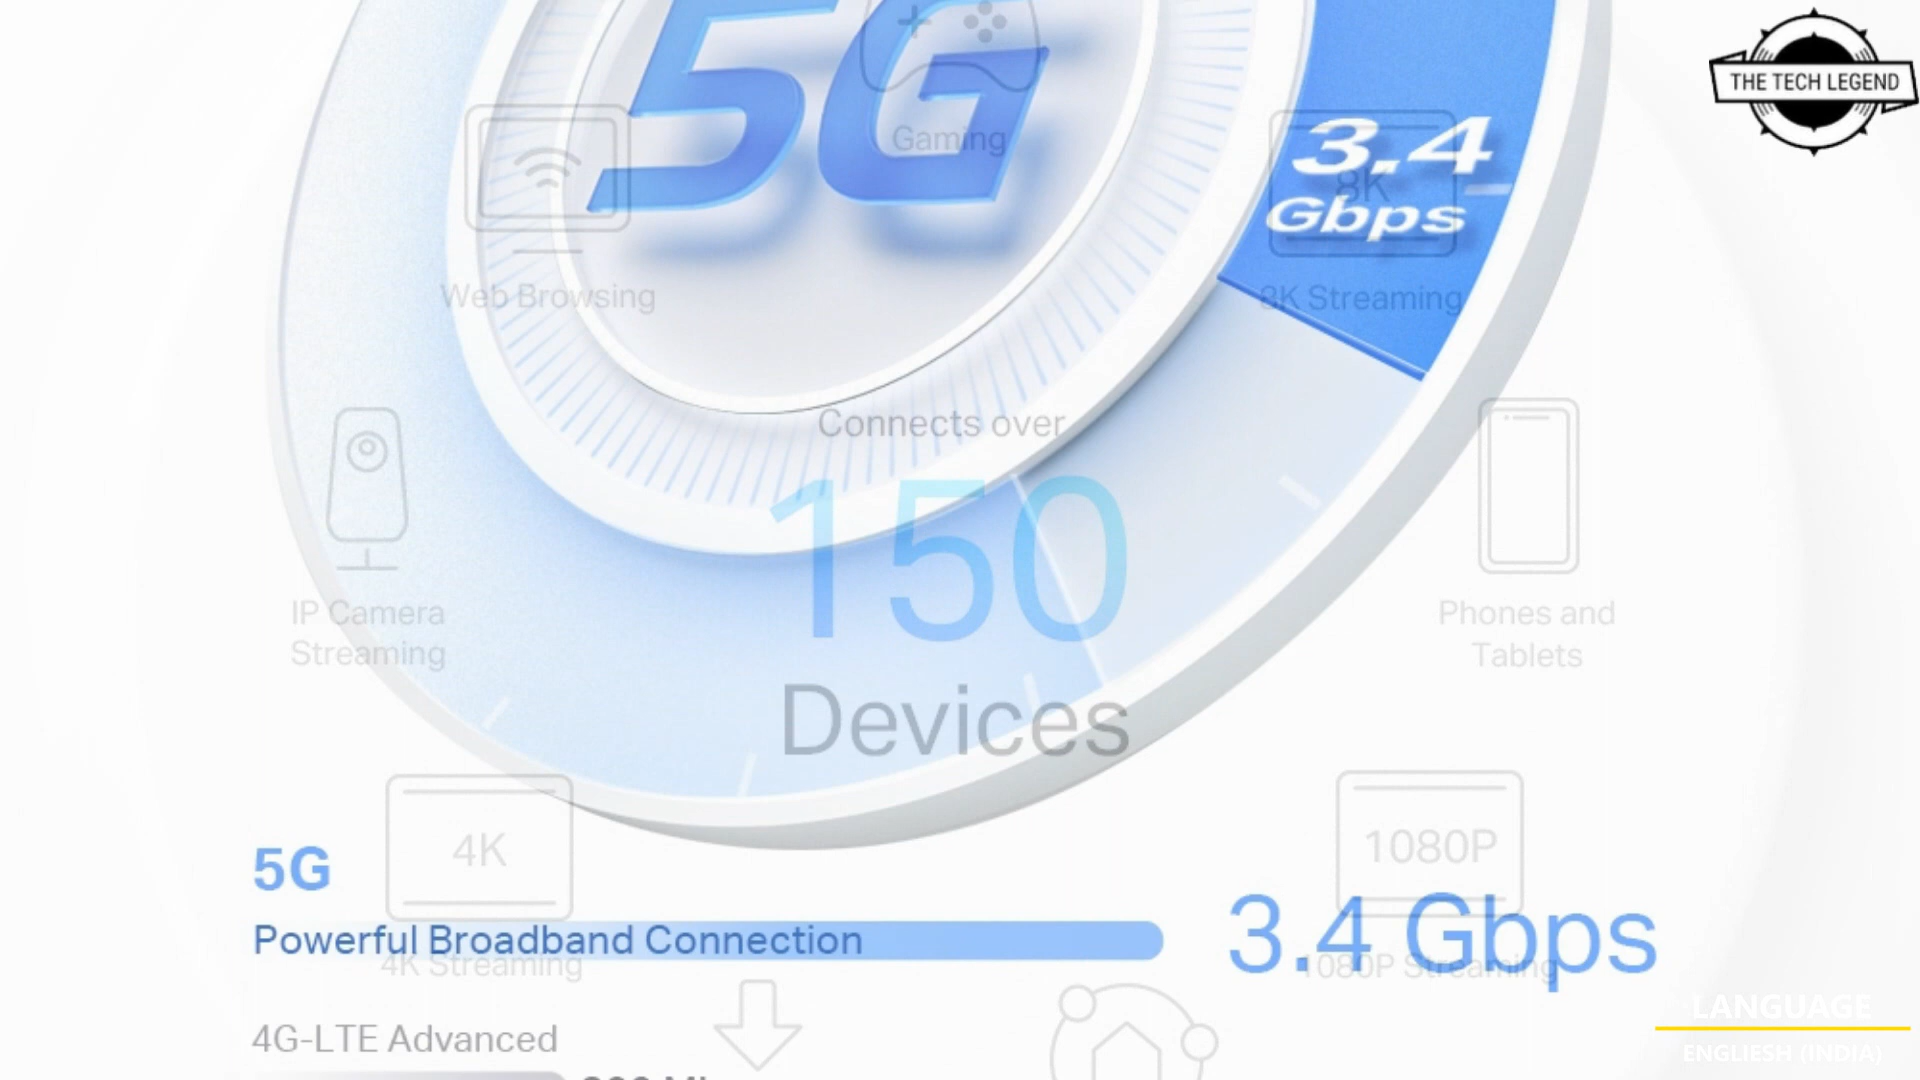 5G
Gaming
THE TECH LEGEND
3.4
8K
Gbps
Web Browsing
8K Streaming
Connects over
150
Devices
IP Camera
Streaming
Phones and
Tablets
4K
1080P
5G
Powerful Broadband Connection
3.4 Gbps
4K Streaming
1080P Streaming
LANGUAGE
ENGLIESH (INDIA)
4G-LTE Advanced